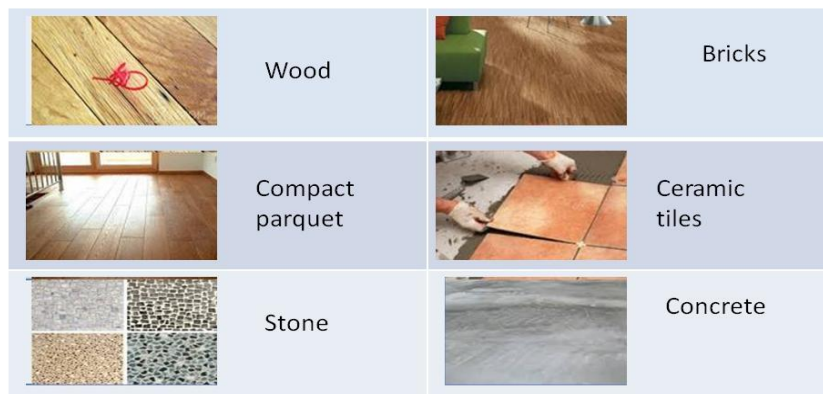 Wood
Bricks
Compact
parquet
Ceramic
tiles
Stone
Concrete